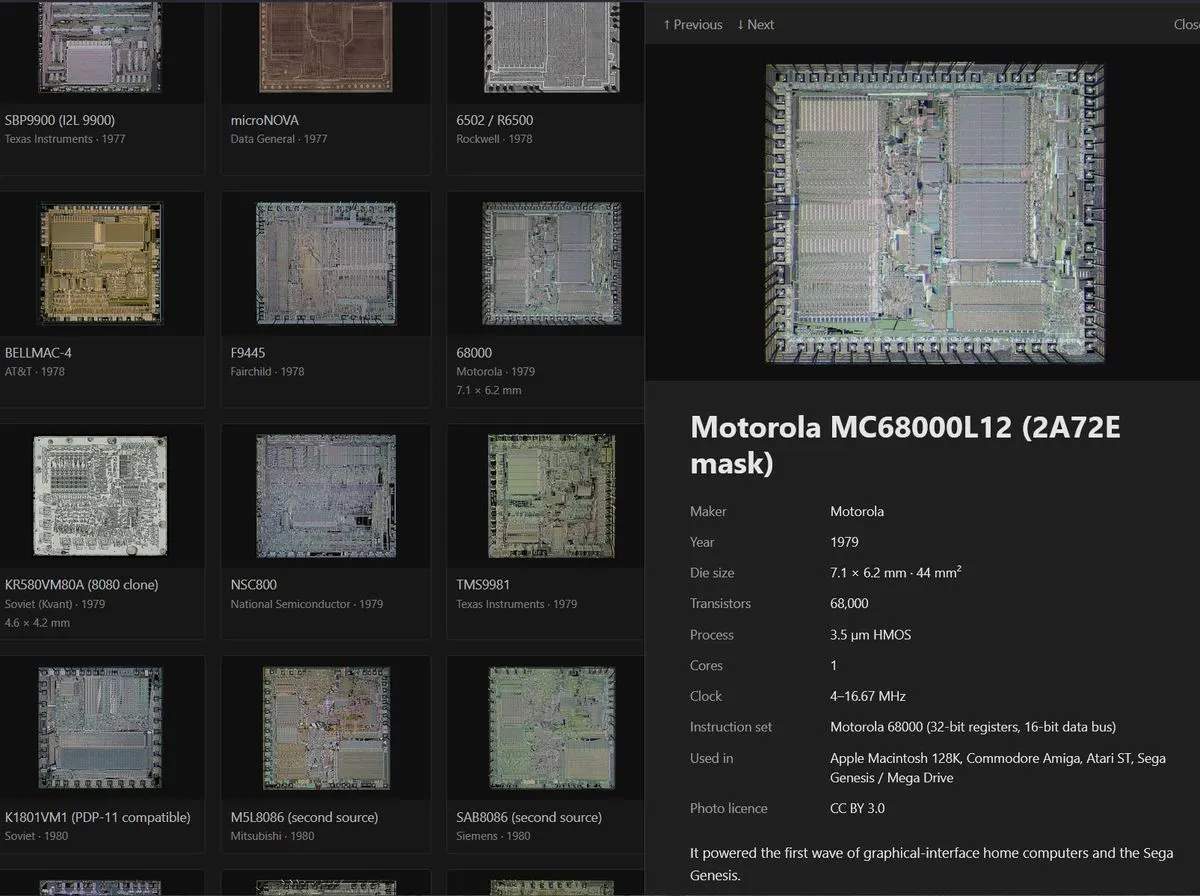 SBP9900 (I2L 9900)
Texas Instruments · 1977
microNOVA
Data General · 1977
6502 / R6500
Rockwell · 1978
BELLMAC-4
AT&T · 1978
F9445
Fairchild · 1978
68000
Motorola · 1979
7.1 × 6.2 mm
KR580VM80A (8080 clone)
Soviet (Kvant) · 1979
4.6 × 4.2 mm
NSC800
National Semiconductor · 1979
TMS9981
Texas Instruments · 1979
K1801VM1 (PDP-11 compatible)
Soviet · 1980
M5L8086 (second source)
Mitsubishi · 1980
SAB8086 (second source)
Siemens · 1980
↑ Previous ↓ Next Clos
Motorola MC68000L12 (2A72E
mask)
Maker Motorola
Year 1979
Die size 7.1 × 6.2 mm · 44 mm²
Transistors 68,000
Process 3.5 µm HMOS
Cores 1
Clock 4–16.67 MHz
Instruction set Motorola 68000 (32-bit registers, 16-bit data bus)
Used in Apple Macintosh 128K, Commodore Amiga, Atari ST, Sega
Genesis / Mega Drive
Photo licence CC BY 3.0
It powered the first wave of graphical-interface home computers and the Sega
Genesis.